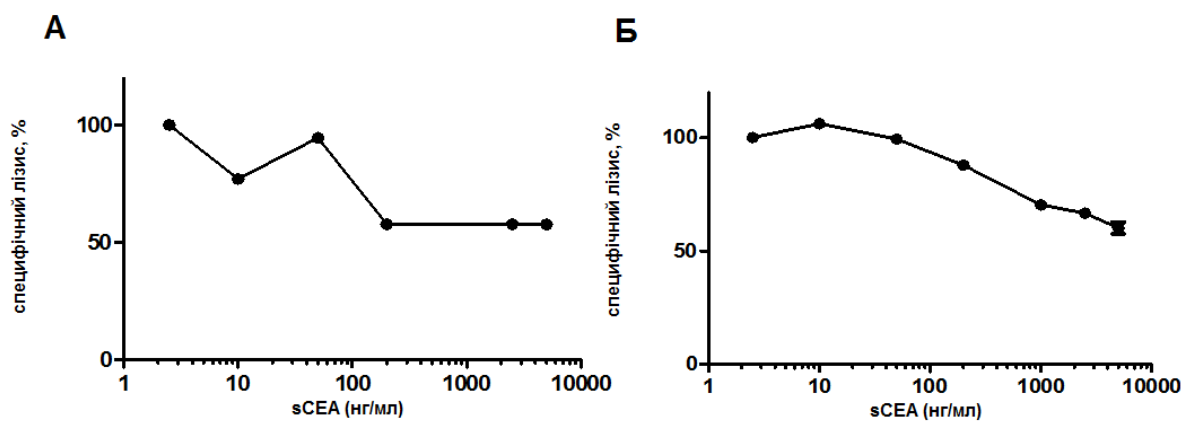 А
специфічний лізис, %
100
50
0
1 10 100 1000 10000
sCEA (нг/мл)
Б
специфічний лізис, %
100
50
0
1 10 100 1000 10000
sCEA (нг/мл)